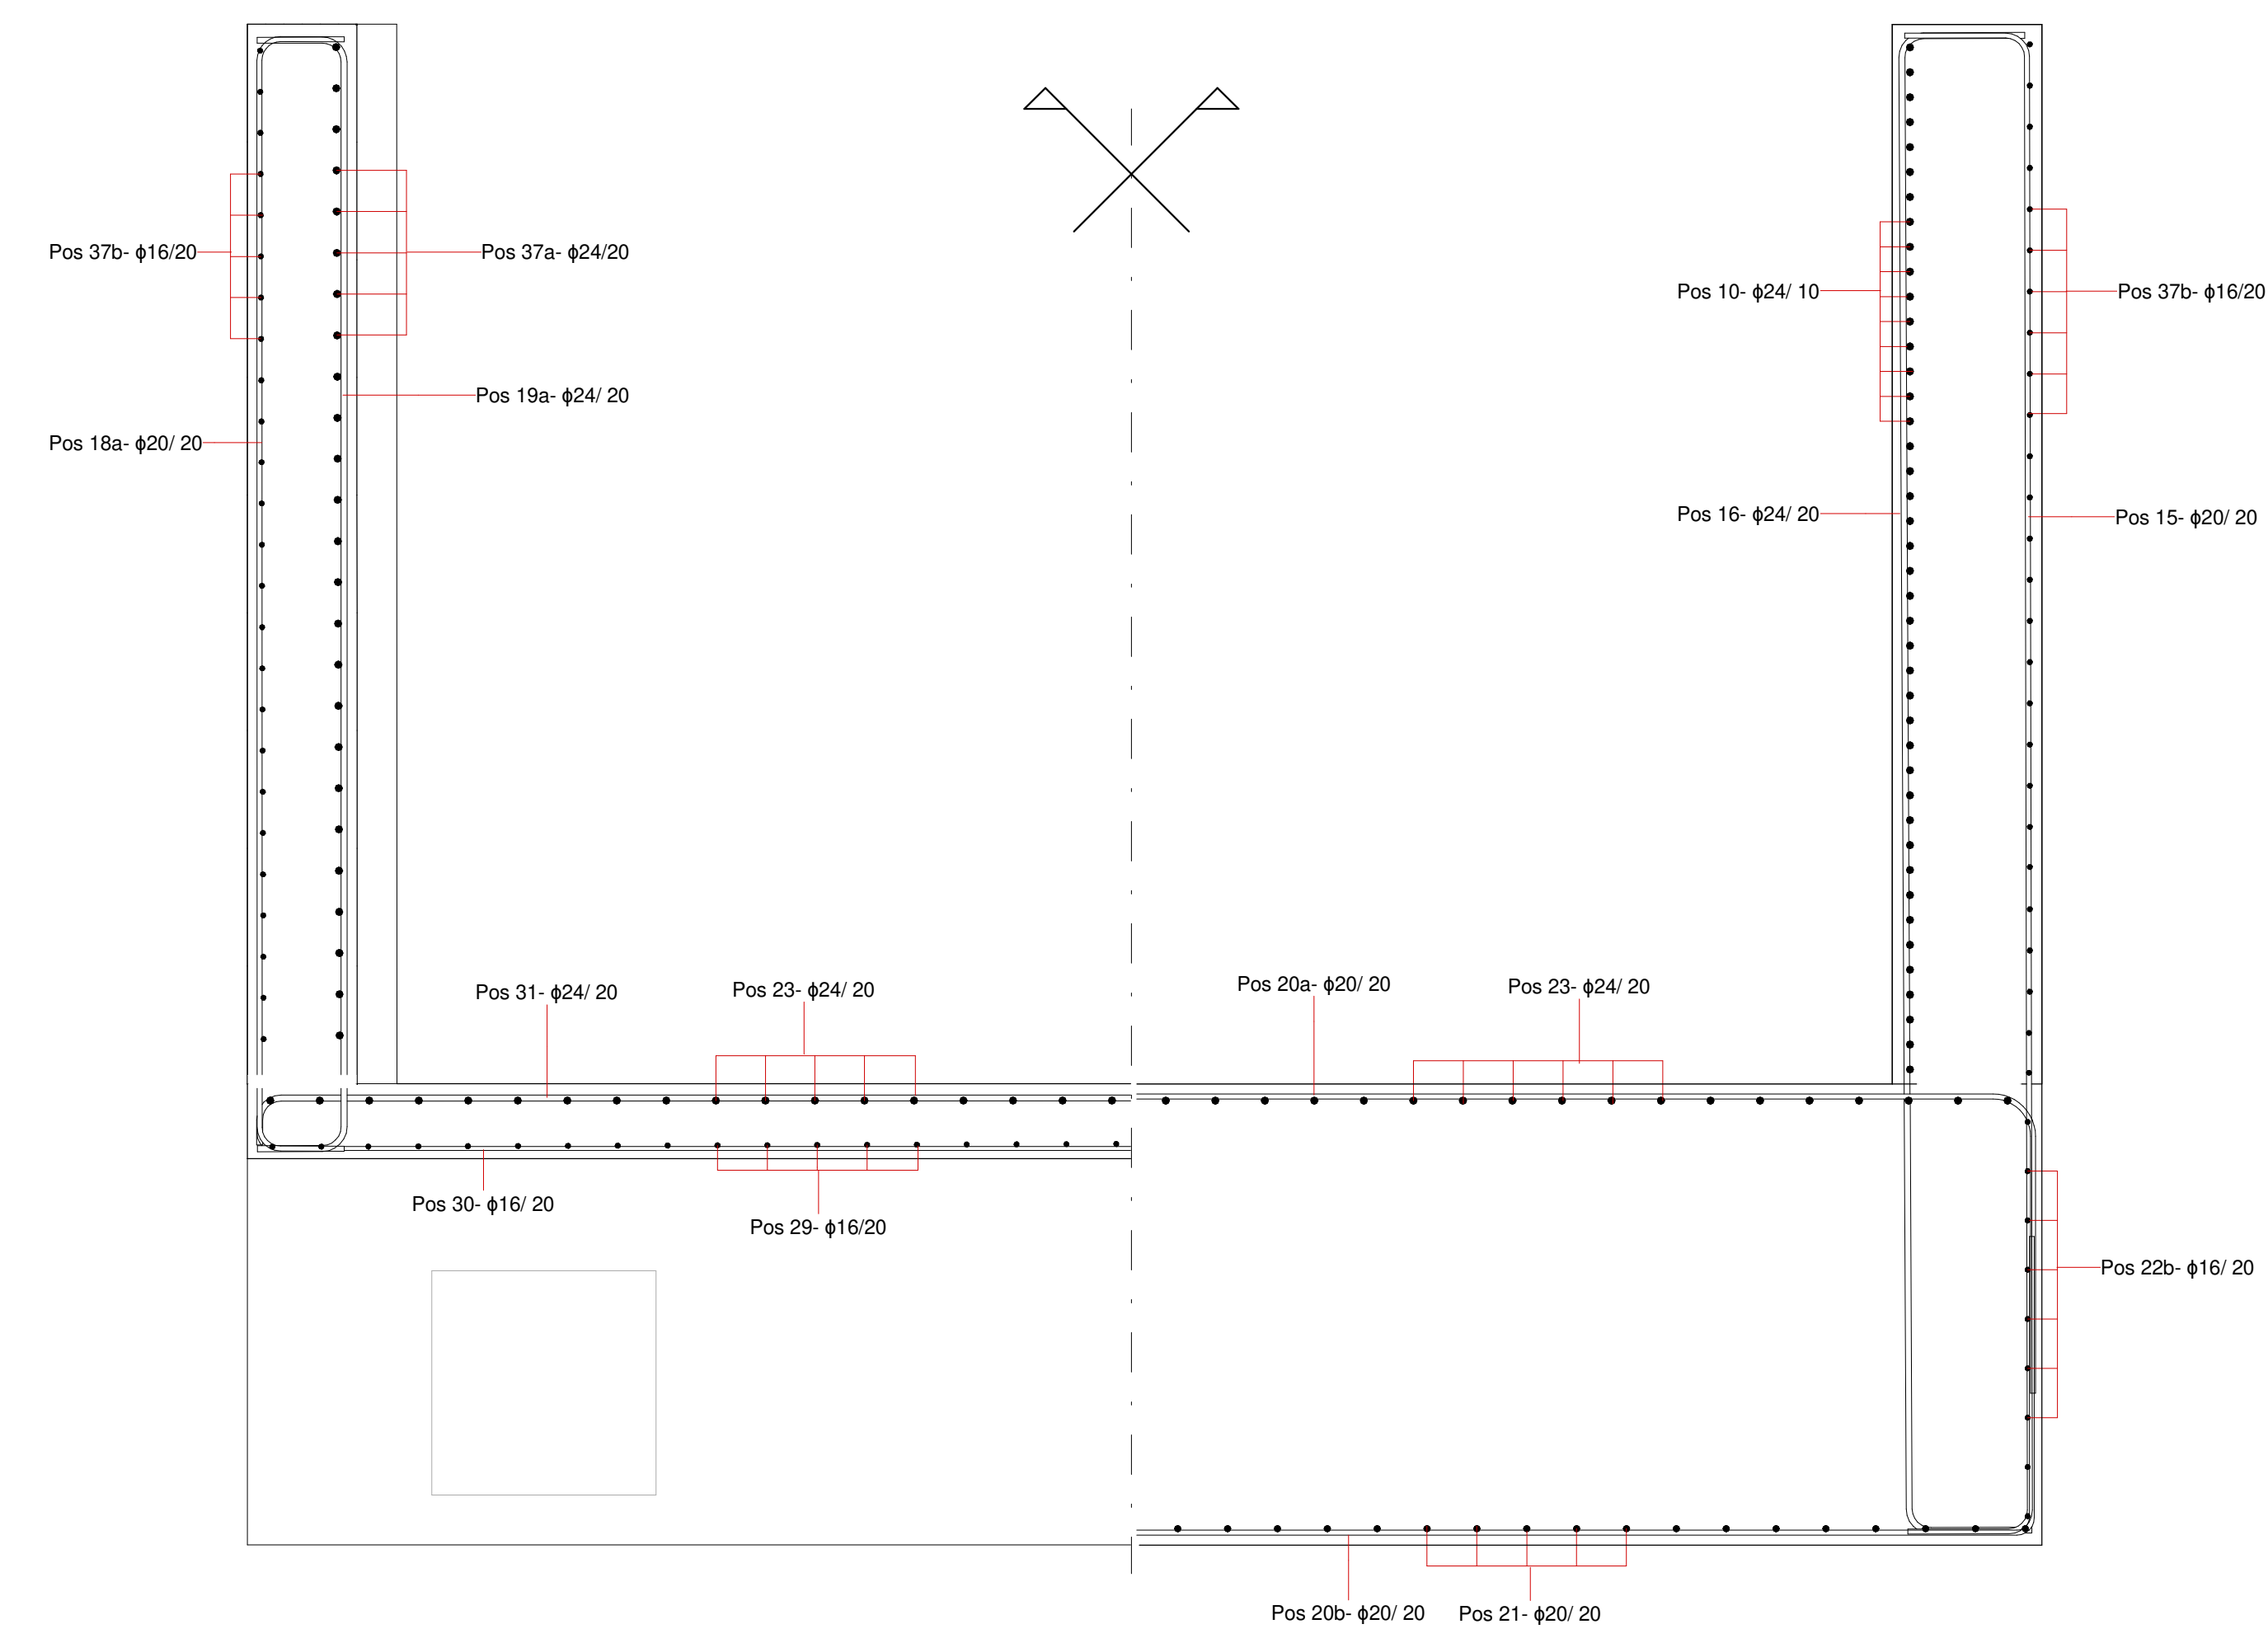 Pos 37b- ϕ16/20
Pos 37a- ϕ24/20
Pos 10- ϕ24/ 10
Pos 37b- ϕ16/20
Pos 19a- ϕ24/ 20
Pos 18a- ϕ20/ 20
Pos 16- ϕ24/ 20
Pos 15- ϕ20/ 20
Pos 31- ϕ24/ 20
Pos 23- ϕ24/ 20
Pos 20a- ϕ20/ 20
Pos 23- ϕ24/ 20
Pos 30- ϕ16/ 20
Pos 29- ϕ16/20
Pos 22b- ϕ16/ 20
Pos 20b- ϕ20/ 20
Pos 21- ϕ20/ 20